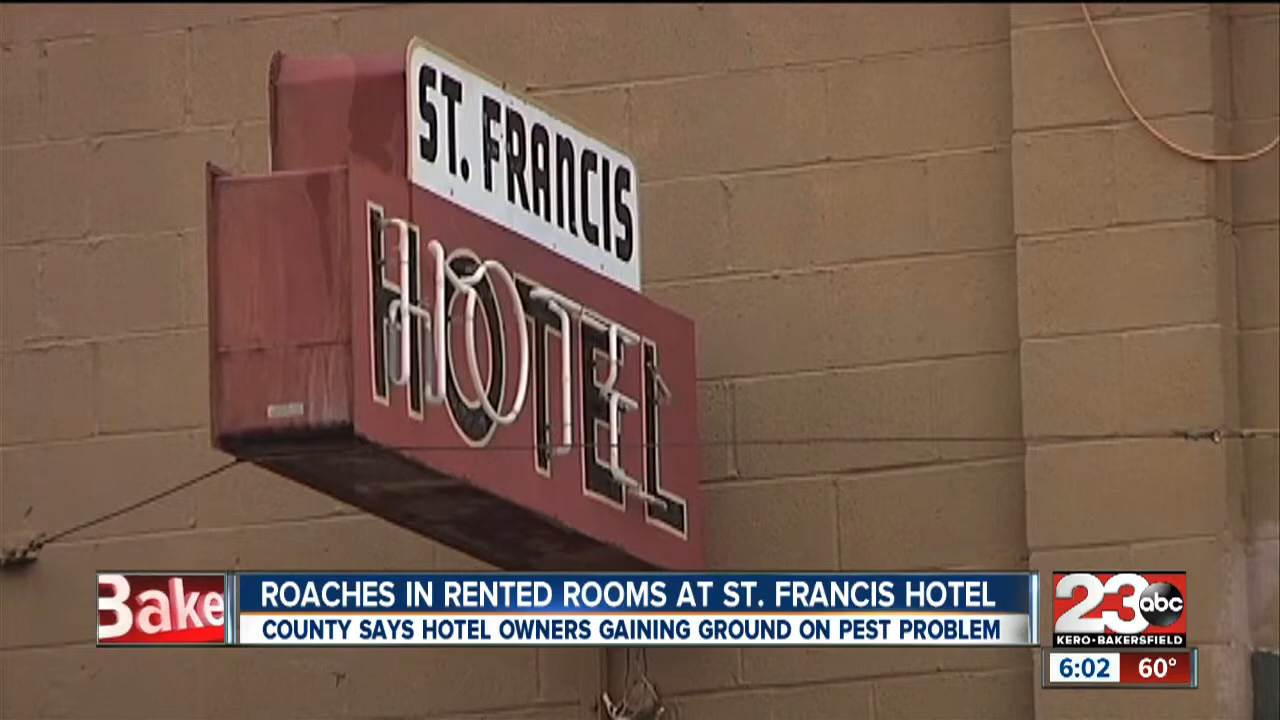 ST. FRANCIS
HOTEL
Bake
ROACHES IN RENTED ROOMS AT ST. FRANCIS HOTEL
COUNTY SAYS HOTEL OWNERS GAINING GROUND ON PEST PROBLEM
23 abc
KERO•BAKERSFIELD
6:02 60°